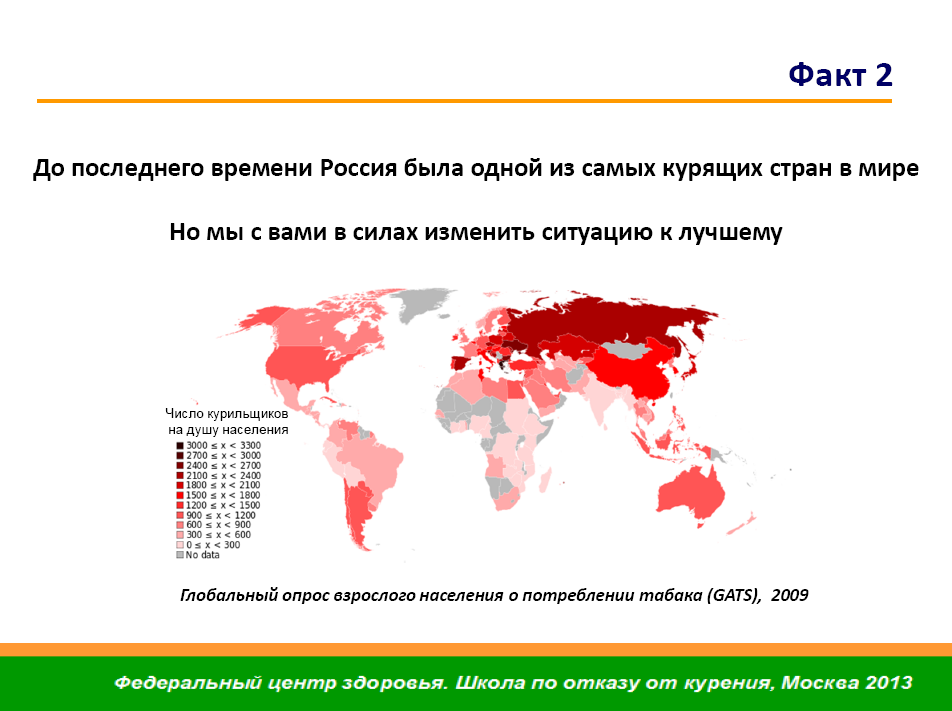 Факт 2
До последнего времени Россия была одной из самых курящих стран в мире
Но мы с вами в силах изменить ситуацию к лучшему
Число курильщиков
на душу населения
3000 ≤ x < 3300
2700 ≤ x < 3000
2400 ≤ x < 2700
2100 ≤ x < 2400
1800 ≤ x < 2100
1500 ≤ x < 1800
1200 ≤ x < 1500
900 ≤ x < 1200
600 ≤ x < 900
300 ≤ x < 600
0 ≤ x < 300
No data
Глобальный опрос взрослого населения о потреблении табака (GATS), 2009
Федеральный центр здоровья. Школа по отказу от курения, Москва 2013